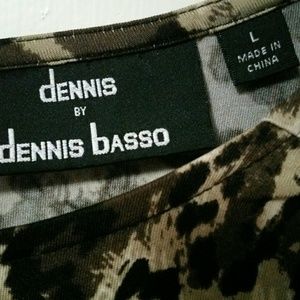 dENNIS
BY
dENNIS bASSO
L
MADE IN
CHINA